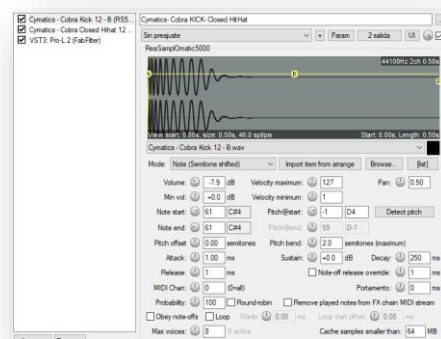 Cymatics - Cobra Kick 12 - B (RS5...
Cymatics - Cobra Closed Hihat 12 ...
VST3: Pro-L 2 (FabFilter)
Cymatics- Cobra KICK- Closed HitHat
Sin preajuste + Param 2 salida UI
ReaSamplOmatic5000
44100Hz 2ch 0.50s
View start: 0.00s, size: 0.50s, 46.0 spl/pix Start: 0.00s, Length: 0.50s
Cymatics - Cobra Kick 12 - B.wav
Mode: Note (Semitone shifted) Import item from arrange Browse... [list]
Volume: -7.9 dB Velocity maximum: 127 Pan: 0.50
Min vol: +0.0 dB Velocity minimum: 1
Note start: 61 C#4 Pitch@start: -1 D4 Detect pitch
Note end: 61 C#4 Pitch@end: 59 D-1
Pitch offset 0.00 semitones Pitch bend: 2.0 semitones (maximum)
Attack: 1.00 ms Sustain: +0.0 dB Decay: 250 ms
Release: 1 ms Note-off release override: 1 ms
MIDI Chan: 0 (0=all) Portamento: 0 ms
Probability: 100 Round-robin Remove played notes from FX chain MIDI stream
Obey note-offs Loop Xfade: 0.00 ms Loop start offset: 0.00 ms
Max voices: 8 0 active Cache samples smaller than: 64 MB